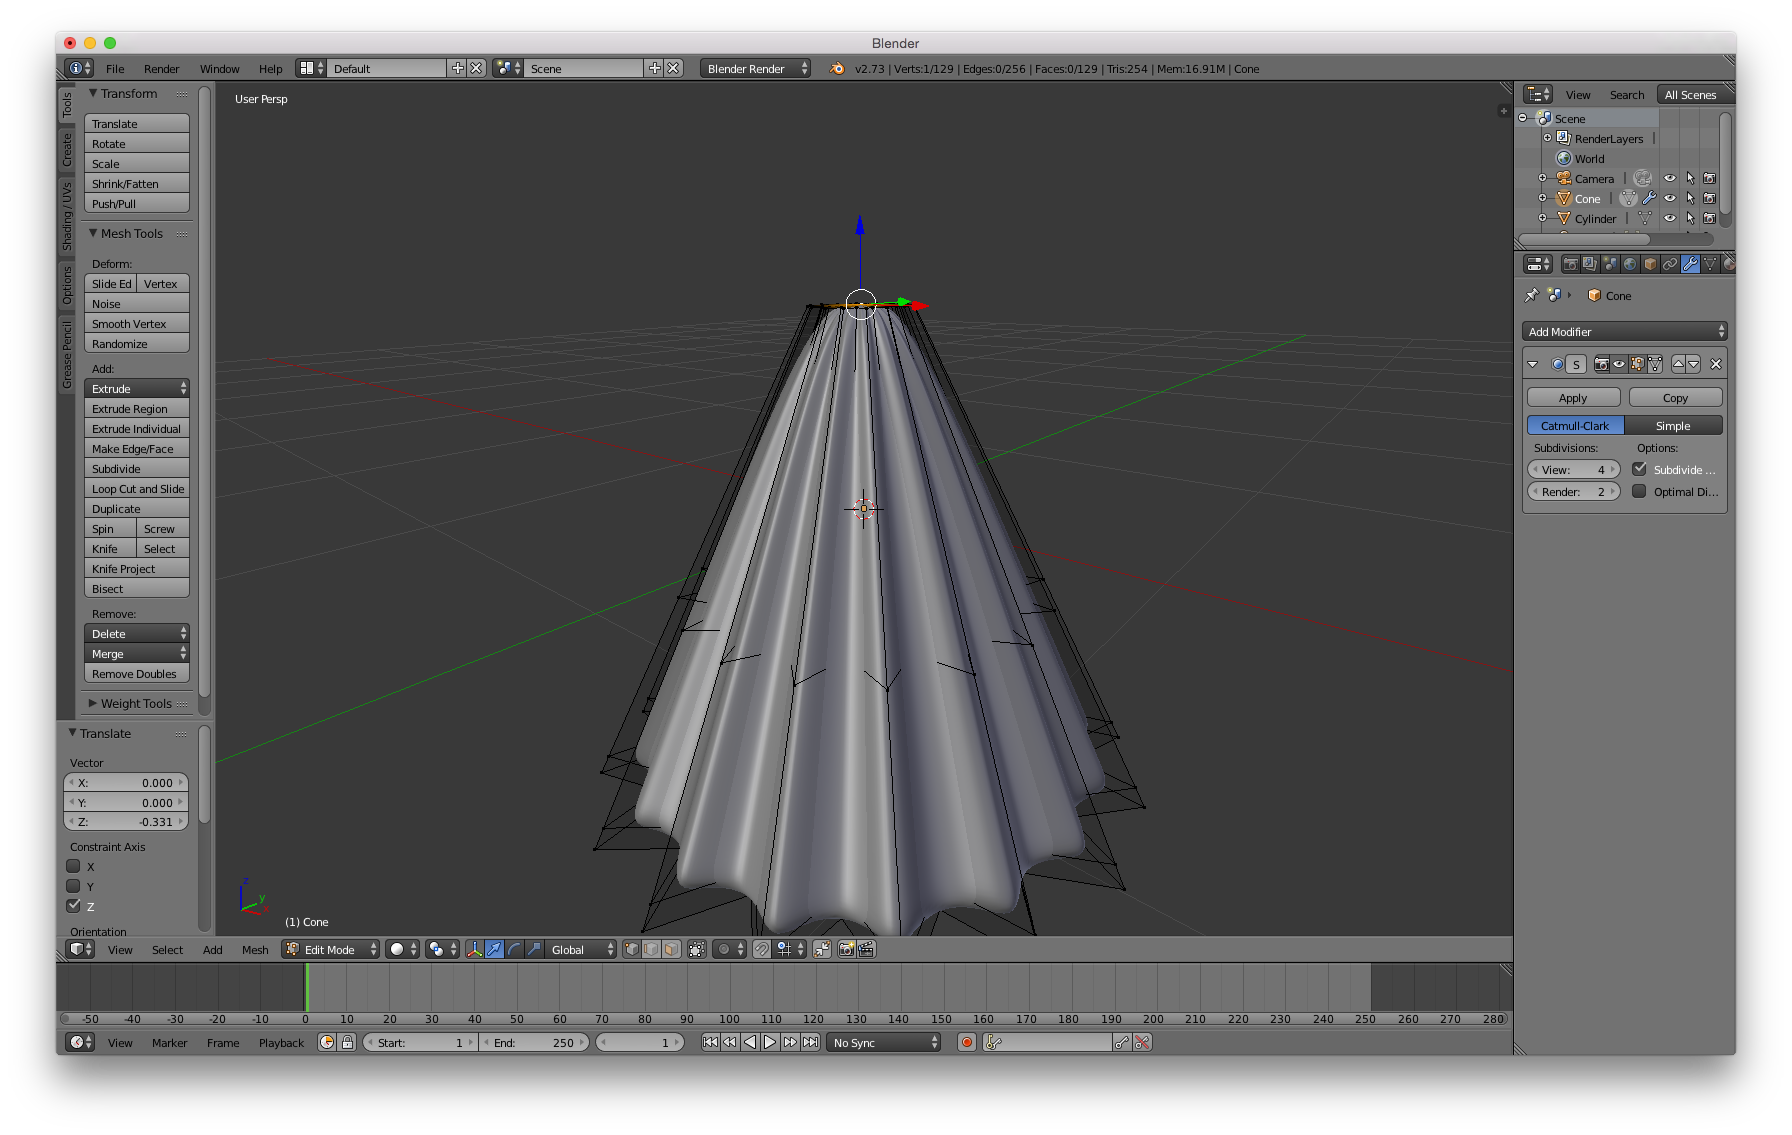 Blender
File Render Window Help Default Scene Blender Render v2.73 | Verts:1/129 | Edges:0/256 | Faces:0/129 | Tris:254 | Mem:16.91M | Cone
Tools
Create
Shading / UVs
Options
Grease Pencil
Transform
Translate
Rotate
Scale
Shrink/Fatten
Push/Pull
Mesh Tools
Deform:
Slide Ed Vertex
Noise
Smooth Vertex
Randomize
Add:
Extrude
Extrude Region
Extrude Individual
Make Edge/Face
Subdivide
Loop Cut and Slide
Duplicate
Spin Screw
Knife Select
Knife Project
Bisect
Remove:
Delete
Merge
Remove Doubles
Weight Tools
Translate
Vector
X: 0.000
Y: 0.000
Z: -0.331
Constraint Axis
X
Y
Z
Orientation
User Persp
z
y
(1) Cone
View Search All Scenes
Scene
RenderLayers
World
Camera
Cone
Cylinder
Cone
Add Modifier
S
Apply Copy
Catmull-Clark Simple
Subdivisions: Options:
View: 4 Subdivide ...
Render: 2 Optimal Di...
View Select Add Mesh Edit Mode Global
-50 -40 -30 -20 -10 0 10 20 30 40 50 60 70 80 90 100 110 120 130 140 150 160 170 180 190 200 210 220 230 240 250 260 270 280
View Marker Frame Playback Start: 1 End: 250 1 No Sync